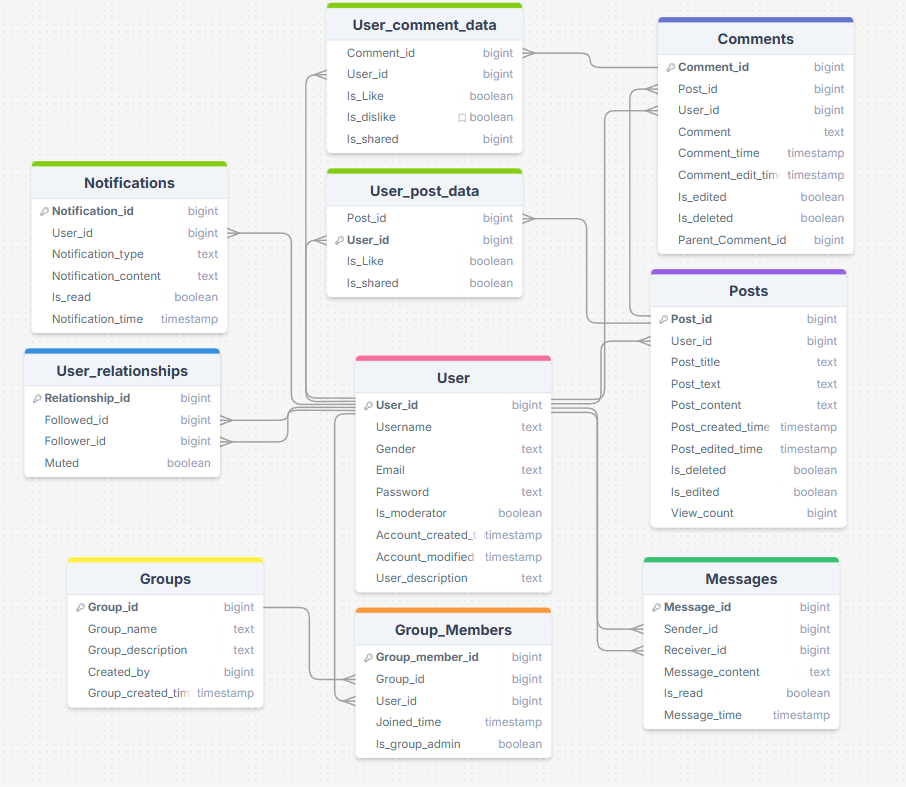 User_comment_data
Comment_id bigint
User_id bigint
Is_Like boolean
Is_dislike boolean
Is_shared bigint
Comments
Comment_id bigint
Post_id bigint
User_id bigint
Comment text
Comment_time timestamp
Comment_edit_tim timestamp
Is_edited boolean
Is_deleted boolean
Parent_Comment_id bigint
Notifications
Notification_id bigint
User_id bigint
Notification_type text
Notification_content text
Is_read boolean
Notification_time timestamp
User_post_data
Post_id bigint
User_id bigint
Is_Like boolean
Is_shared boolean
Posts
Post_id bigint
User_id bigint
Post_title text
Post_text text
Post_content text
Post_created_time timestamp
Post_edited_time timestamp
Is_deleted boolean
Is_edited boolean
View_count bigint
User_relationships
Relationship_id bigint
Followed_id bigint
Follower_id bigint
Muted boolean
User
User_id bigint
Username text
Gender text
Email text
Password text
Is_moderator boolean
Account_created_t timestamp
Account_modified timestamp
User_description text
Groups
Group_id bigint
Group_name text
Group_description text
Created_by bigint
Group_created_tim timestamp
Group_Members
Group_member_id bigint
Group_id bigint
User_id bigint
Joined_time timestamp
Is_group_admin boolean
Messages
Message_id bigint
Sender_id bigint
Receiver_id bigint
Message_content text
Is_read boolean
Message_time timestamp